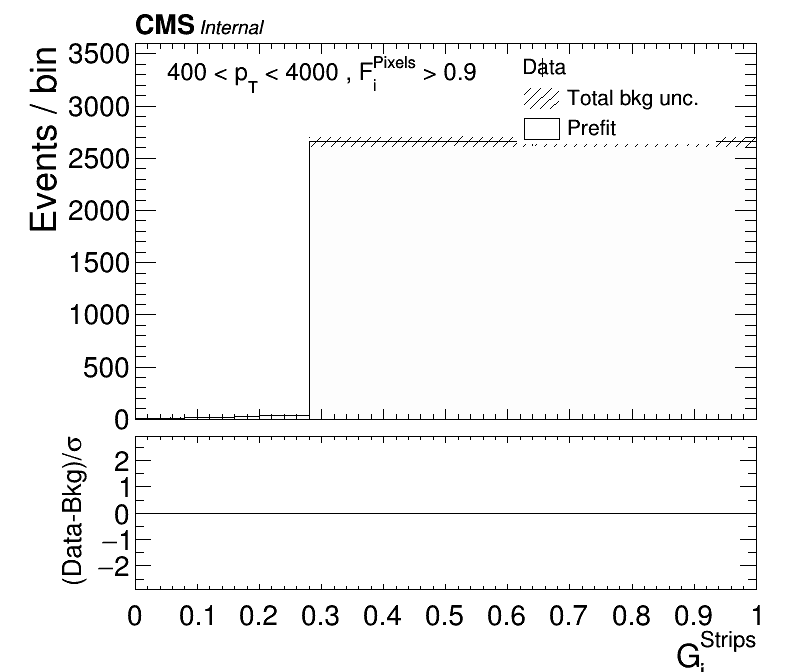 CMS Internal
Events / bin
3500
3000
2500
2000
1500
1000
500
0
400 < p_T < 4000 , F_i^Pixels > 0.9
Data
Total bkg unc.
Prefit
(Data-Bkg)/σ
2
1
0
−1
−2
0 0.1 0.2 0.3 0.4 0.5 0.6 0.7 0.8 0.9 1
G_i^Strips